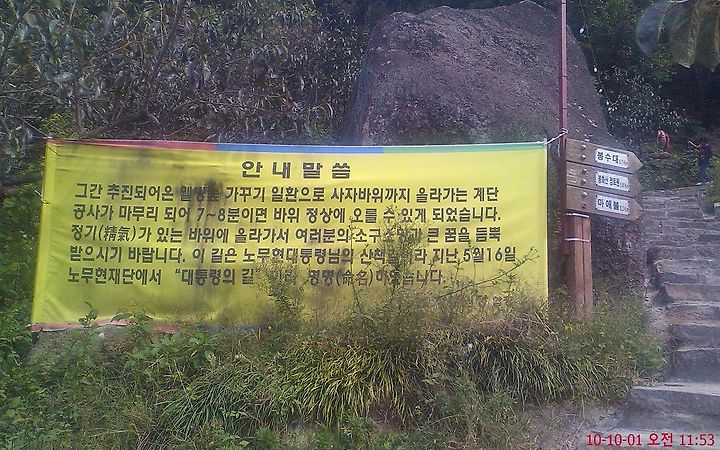 안내말씀
그간 추진되어온 가꾸기 일환으로 사자바위까지 올라가는 계단
공사가 마무리 되어 7~8분이면 바위 정상에 오를 수 있게 되었습니다.
정기(精氣)가 있는 바위에 올라가서 여러분의 큰 꿈을 듬뿍
받으시기 바랍니다. 이 길은 노무현대통령님의 지난 5월16일
노무현재단에서 "대통령의 길" 명명(命名)
봉수대
마애불
10-10-01 오전 11:53